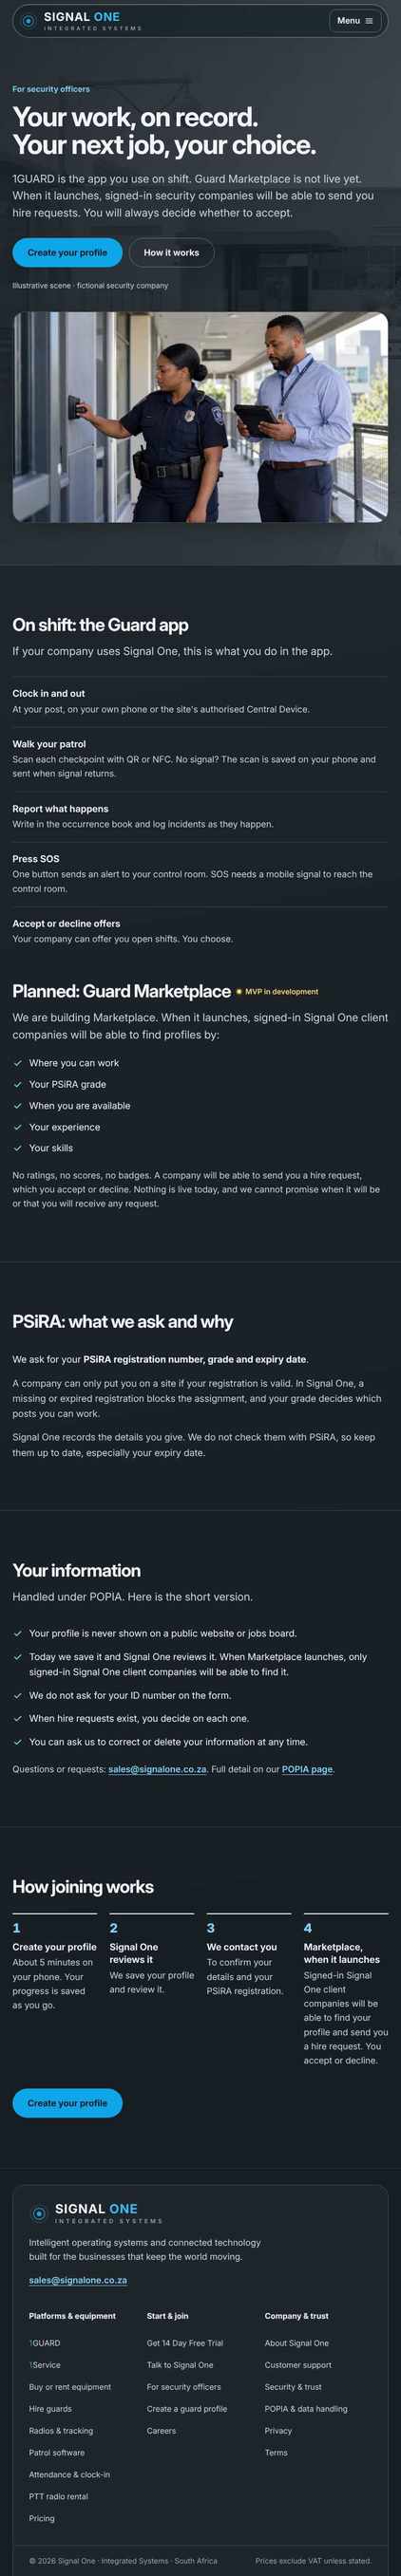 SIGNAL ONE
INTEGRATED SYSTEMS
Menu
For security officers
Your work, on record.
Your next job, your choice.
1GUARD is the app you use on shift. Guard Marketplace is not live yet.
When it launches, signed-in security companies will be able to send you
hire requests. You will always decide whether to accept.
Create your profile
How it works
Illustrative scene · fictional security company
On shift: the Guard app
If your company uses Signal One, this is what you do in the app.
Clock in and out
At your post, on your own phone or the site's authorised Central Device.
Walk your patrol
Scan each checkpoint with QR or NFC. No signal? The scan is saved on your phone and
sent when signal returns.
Report what happens
Write in the occurrence book and log incidents as they happen.
Press SOS
One button sends an alert to your control room. SOS needs a mobile signal to reach the
control room.
Accept or decline offers
Your company can offer you open shifts. You choose.
Planned: Guard Marketplace
MVP in development
We are building Marketplace. When it launches, signed-in Signal One client
companies will be able to find profiles by:
Where you can work
Your PSiRA grade
When you are available
Your experience
Your skills
No ratings, no scores, no badges. A company will be able to send you a hire request,
which you accept or decline. Nothing is live today, and we cannot promise when it will be
or that you will receive any request.
PSiRA: what we ask and why
We ask for your PSiRA registration number, grade and expiry date.
A company can only put you on a site if your registration is valid. In Signal One, a
missing or expired registration blocks the assignment, and your grade decides which
posts you can work.
Signal One records the details you give. We do not check them with PSiRA, so keep
them up to date, especially your expiry date.
Your information
Handled under POPIA. Here is the short version.
Your profile is never shown on a public website or jobs board.
Today we save it and Signal One reviews it. When Marketplace launches, only
signed-in Signal One client companies will be able to find it.
We do not ask for your ID number on the form.
When hire requests exist, you decide on each one.
You can ask us to correct or delete your information at any time.
Questions or requests: sales@signalone.co.za. Full detail on our POPIA page.
How joining works
1
Create your profile
About 5 minutes on
your phone. Your
progress is saved
as you go.
2
Signal One
reviews it
We save your profile
and review it.
3
We contact you
To confirm your
details and your
PSiRA registration.
4
Marketplace,
when it launches
Signed-in Signal
One client
companies will be
able to find your
profile and send you
a hire request. You
accept or decline.
Create your profile
SIGNAL ONE
INTEGRATED SYSTEMS
Intelligent operating systems and connected technology
built for the businesses that keep the world moving.
sales@signalone.co.za
Platforms & equipment
1GUARD
1Service
Buy or rent equipment
Hire guards
Radios & tracking
Patrol software
Attendance & clock-in
PTT radio rental
Pricing
Start & join
Get 14 Day Free Trial
Talk to Signal One
For security officers
Create a guard profile
Careers
Company & trust
About Signal One
Customer support
Security & trust
POPIA & data handling
Privacy
Terms
© 2026 Signal One · Integrated Systems · South Africa
Prices exclude VAT unless stated.